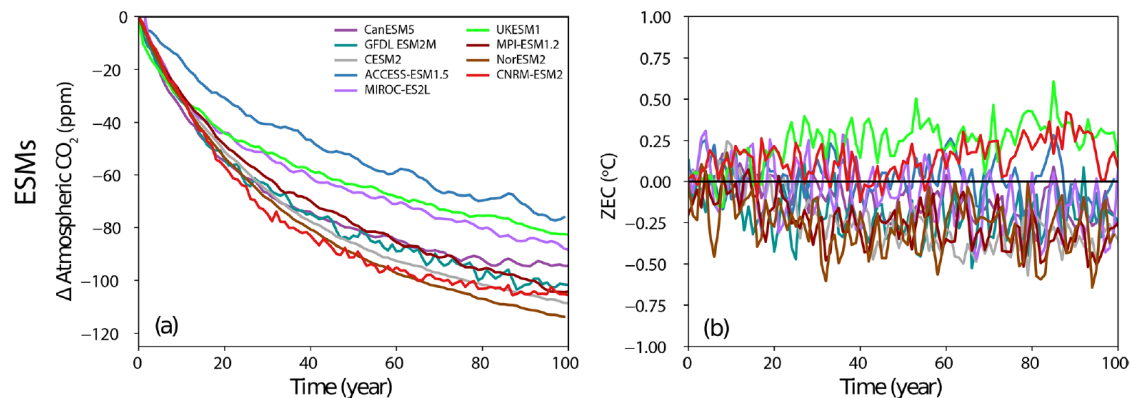 ESMs
Δ Atmospheric CO2 (ppm)
0
−20
−40
−60
−80
−100
−120
CanESM5
GFDL ESM2M
CESM2
ACCESS-ESM1.5
MIROC-ES2L
UKESM1
MPI-ESM1.2
NorESM2
CNRM-ESM2
(a)
0 20 40 60 80 100
Time (year)
ZEC (°C)
1.00
0.75
0.50
0.25
0.00
−0.25
−0.50
−0.75
−1.00
(b)
0 20 40 60 80 100
Time (year)